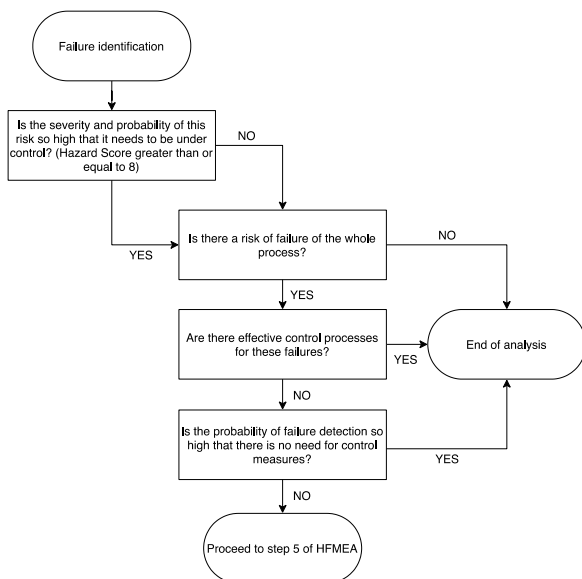 Failure identification
Is the severity and probability of this
risk so high that it needs to be under
control? (Hazard Score greater than or
equal to 8)
NO
YES
Is there a risk of failure of the whole
process?
NO
YES
Are there effective control processes
for these failures?
YES
End of analysis
NO
Is the probability of failure detection so
high that there is no need for control
measures?
YES
NO
Proceed to step 5 of HFMEA